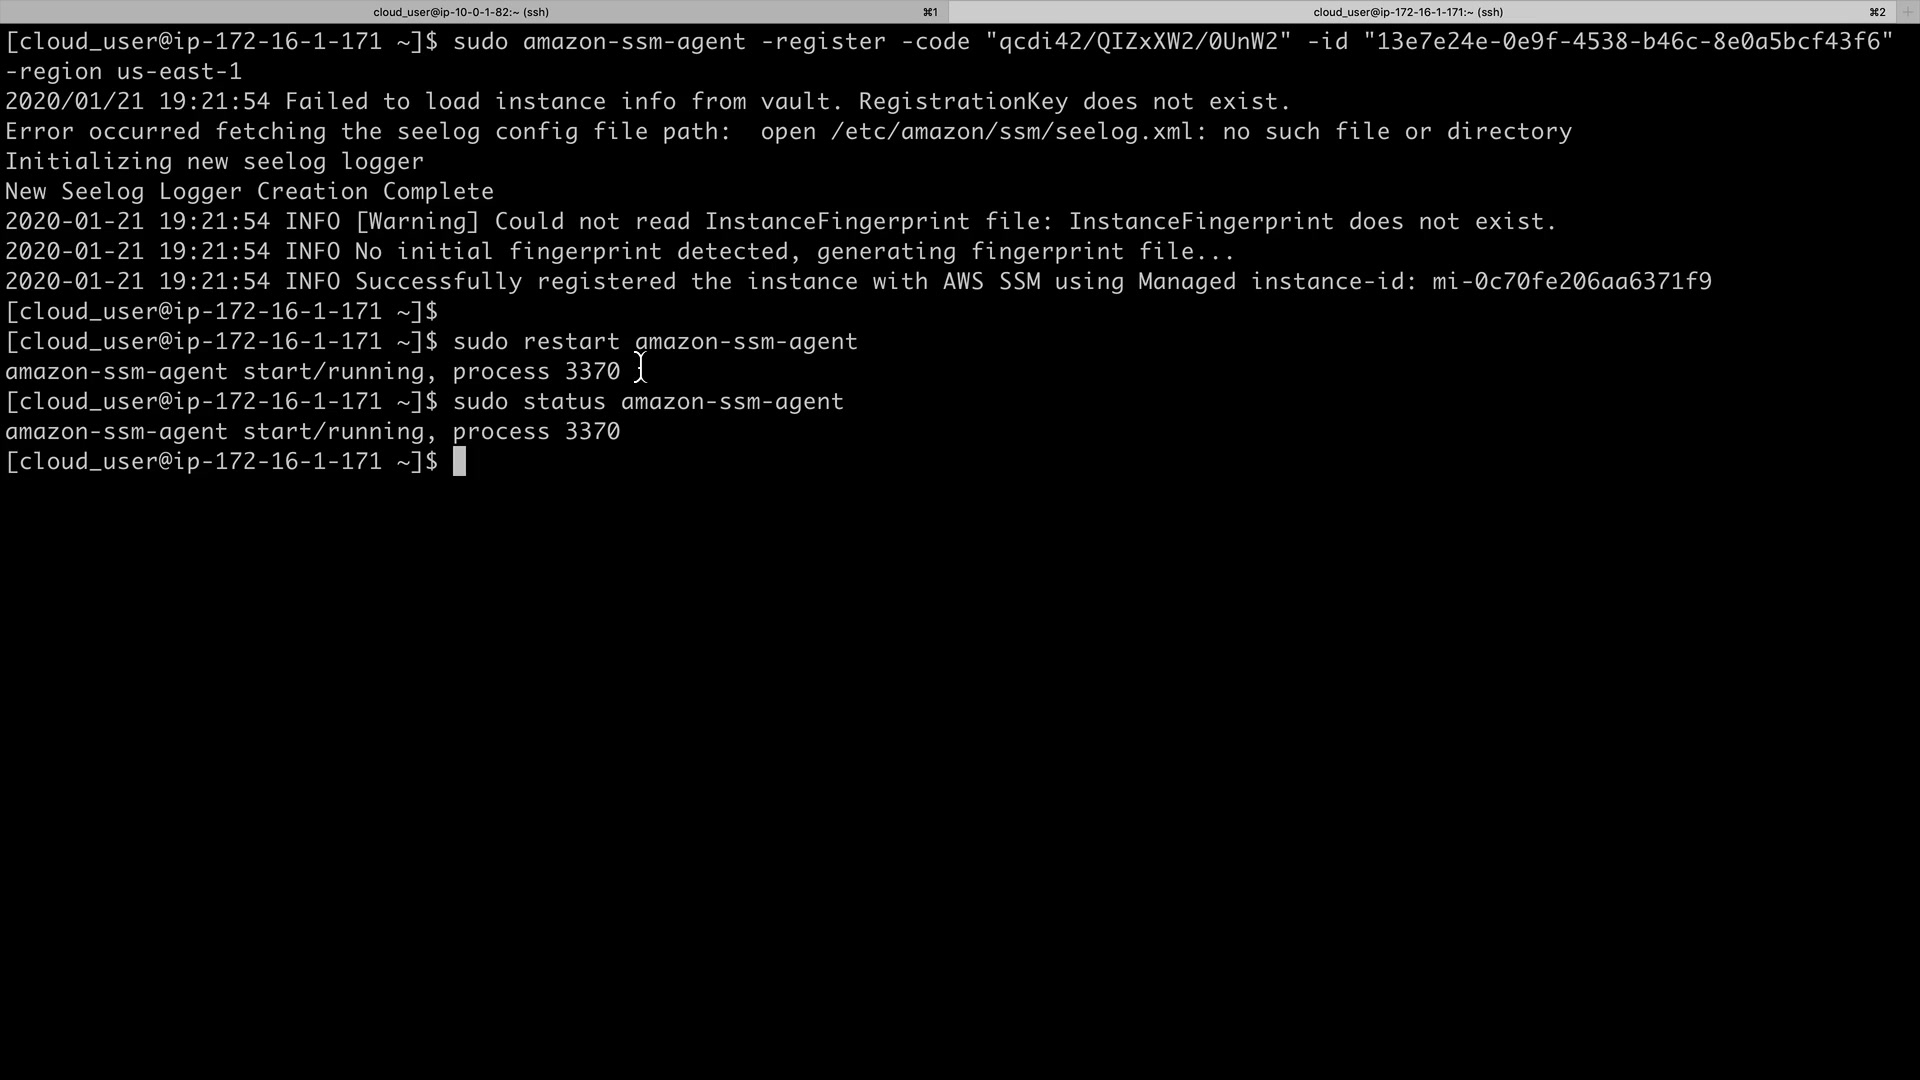 cloud_user@ip-10-0-1-82:~ (ssh) ⌘1 cloud_user@ip-172-16-1-171:~ (ssh) ⌘2 +
[cloud_user@ip-172-16-1-171 ~]$ sudo amazon-ssm-agent -register -code "qcdi42/QIZxXW2/0UnW2" -id "13e7e24e-0e9f-4538-b46c-8e0a5bcf43f6"
-region us-east-1
2020/01/21 19:21:54 Failed to load instance info from vault. RegistrationKey does not exist.
Error occurred fetching the seelog config file path:  open /etc/amazon/ssm/seelog.xml: no such file or directory
Initializing new seelog logger
New Seelog Logger Creation Complete
2020-01-21 19:21:54 INFO [Warning] Could not read InstanceFingerprint file: InstanceFingerprint does not exist.
2020-01-21 19:21:54 INFO No initial fingerprint detected, generating fingerprint file...
2020-01-21 19:21:54 INFO Successfully registered the instance with AWS SSM using Managed instance-id: mi-0c70fe206aa6371f9
[cloud_user@ip-172-16-1-171 ~]$
[cloud_user@ip-172-16-1-171 ~]$ sudo restart amazon-ssm-agent
amazon-ssm-agent start/running, process 3370
[cloud_user@ip-172-16-1-171 ~]$ sudo status amazon-ssm-agent
amazon-ssm-agent start/running, process 3370
[cloud_user@ip-172-16-1-171 ~]$